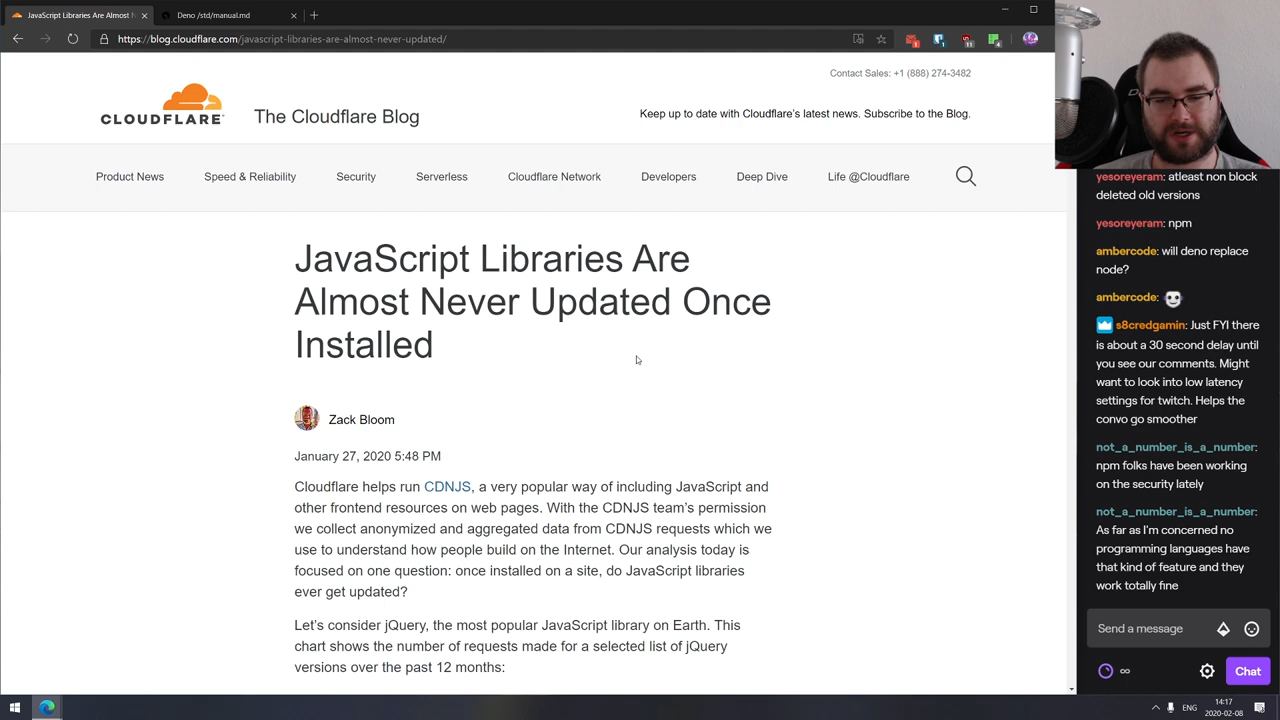 JavaScript Libraries Are Almost N
Deno /std/manual.md
https://blog.cloudflare.com/javascript-libraries-are-almost-never-updated/
Contact Sales: +1 (888) 274-3482
CLOUDFLARE
The Cloudflare Blog
Keep up to date with Cloudflare's latest news. Subscribe to the Blog.
Product News
Speed & Reliability
Security
Serverless
Cloudflare Network
Developers
Deep Dive
Life @Cloudflare
JavaScript Libraries Are
Almost Never Updated Once
Installed
Zack Bloom
January 27, 2020 5:48 PM
Cloudflare helps run CDNJS, a very popular way of including JavaScript and
other frontend resources on web pages. With the CDNJS team's permission
we collect anonymized and aggregated data from CDNJS requests which we
use to understand how people build on the Internet. Our analysis today is
focused on one question: once installed on a site, do JavaScript libraries
ever get updated?
Let's consider jQuery, the most popular JavaScript library on Earth. This
chart shows the number of requests made for a selected list of jQuery
versions over the past 12 months:
yesoreyeram: atleast non block
deleted old versions
yesoreyeram: npm
ambercode: will deno replace
node?
ambercode:
s8credgamin: Just FYI there
is about a 30 second delay until
you see our comments. Might
want to look into low latency
settings for twitch. Helps the
convo go smoother
not_a_number_is_a_number:
npm folks have been working
on the security lately
not_a_number_is_a_number:
As far as I'm concerned no
programming languages have
that kind of feature and they
work totally fine
Send a message
∞
Chat
ENG
14:17
2020-02-08